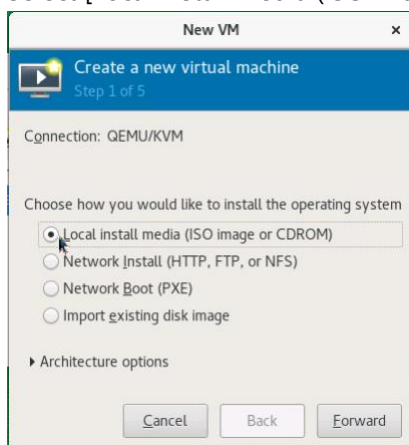 New VM ×
Create a new virtual machine
Step 1 of 5
Connection: QEMU/KVM
Choose how you would like to install the operating system
Local install media (ISO image or CDROM)
Network Install (HTTP, FTP, or NFS)
Network Boot (PXE)
Import existing disk image
Architecture options
Cancel Back Forward